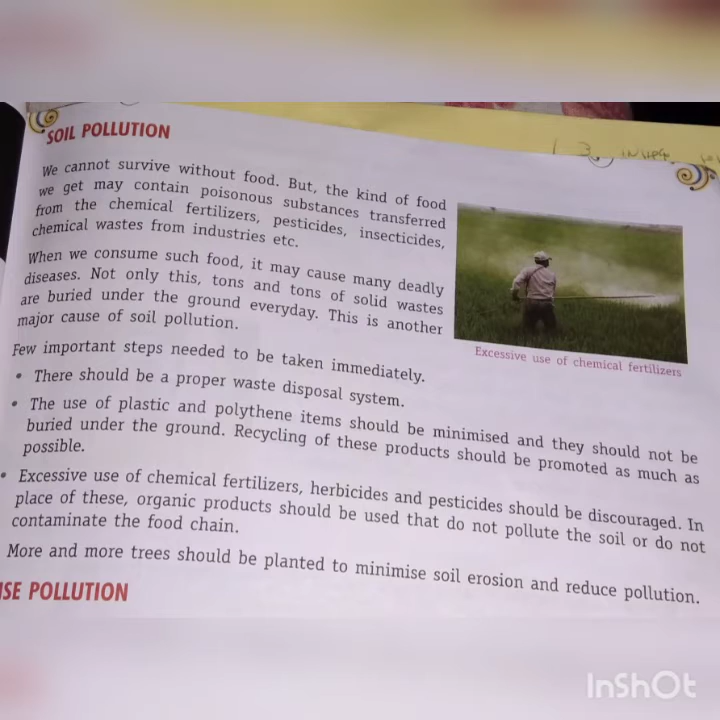 SOIL POLLUTION
We cannot survive without food. But, the kind of food
we get may contain poisonous substances transferred
from the chemical fertilizers, pesticides, insecticides,
chemical wastes from industries etc.
When we consume such food, it may cause many deadly
diseases. Not only this, tons and tons of solid wastes
are buried under the ground everyday. This is another
major cause of soil pollution.
Excessive use of chemical fertilizers
Few important steps needed to be taken immediately.
• There should be a proper waste disposal system.
• The use of plastic and polythene items should be minimised and they should not be
buried under the ground. Recycling of these products should be promoted as much as
possible.
• Excessive use of chemical fertilizers, herbicides and pesticides should be discouraged. In
place of these, organic products should be used that do not pollute the soil or do not
contaminate the food chain.
More and more trees should be planted to minimise soil erosion and reduce pollution.
ISE POLLUTION
InShOt